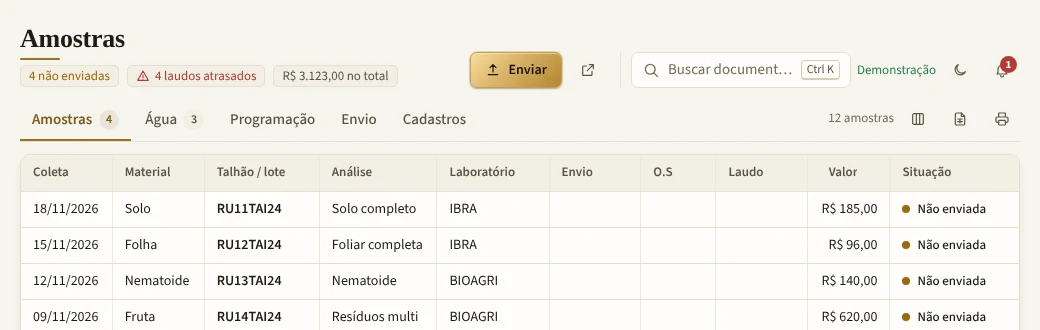 Amostras
4 não enviadas 4 laudos atrasados R$ 3.123,00 no total
Enviar
Buscar document… Ctrl K
Demonstração
1
Amostras 4 Água 3 Programação Envio Cadastros
12 amostras
Coleta Material Talhão / lote Análise Laboratório Envio O.S Laudo Valor Situação
18/11/2026 Solo RU11TAI24 Solo completo IBRA R$ 185,00 Não enviada
15/11/2026 Folha RU12TAI24 Foliar completa IBRA R$ 96,00 Não enviada
12/11/2026 Nematoide RU13TAI24 Nematoide BIOAGRI R$ 140,00 Não enviada
09/11/2026 Fruta RU14TAI24 Resíduos multi BIOAGRI R$ 620,00 Não enviada